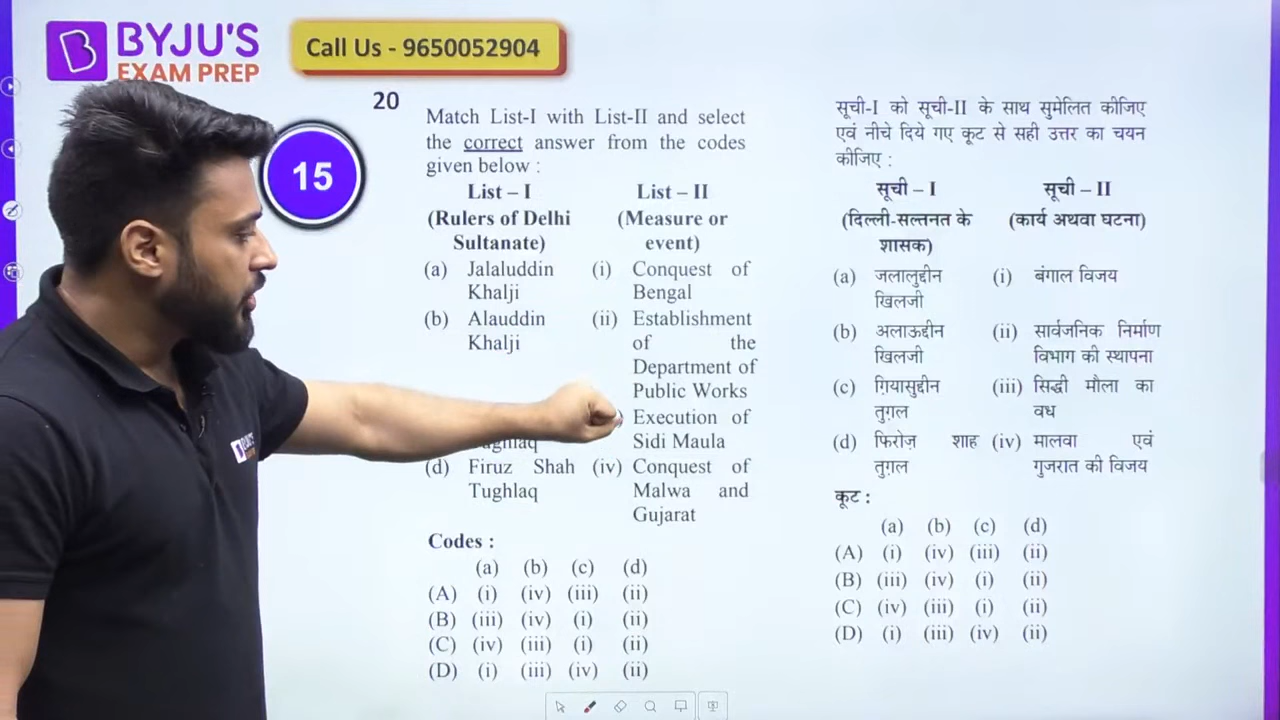 BYJU'S
EXAM PREP
Call Us - 9650052904
20
15
Match List-I with List-II and select
the correct answer from the codes
given below :
List – I List – II
(Rulers of Delhi (Measure or
Sultanate) event)
(a) Jalaluddin (i) Conquest of
Khalji Bengal
(b) Alauddin (ii) Establishment
Khalji of the
Department of
Public Works
Execution of
Sidi Maula
(d) Firuz Shah (iv) Conquest of
Tughlaq Malwa and
Gujarat
Codes :
(a) (b) (c) (d)
(A) (i) (iv) (iii) (ii)
(B) (iii) (iv) (i) (ii)
(C) (iv) (iii) (i) (ii)
(D) (i) (iii) (iv) (ii)
सूची-I को सूची-II के साथ सुमेलित कीजिए
एवं नीचे दिये गए कूट से सही उत्तर का चयन
कीजिए :
सूची – I सूची – II
(दिल्ली-सल्तनत के (कार्य अथवा घटना)
शासक)
(a) जलालुद्दीन (i) बंगाल विजय
खिलजी
(b) अलाऊद्दीन (ii) सार्वजनिक निर्माण
खिलजी विभाग की स्थापना
(c) ग़ियासुद्दीन (iii) सिद्धी मौला का
तुग़लक वध
(d) फिरोज़ शाह (iv) मालवा एवं
तुग़लक गुजरात की विजय
कूट :
(a) (b) (c) (d)
(A) (i) (iv) (iii) (ii)
(B) (iii) (iv) (i) (ii)
(C) (iv) (iii) (i) (ii)
(D) (i) (iii) (iv) (ii)